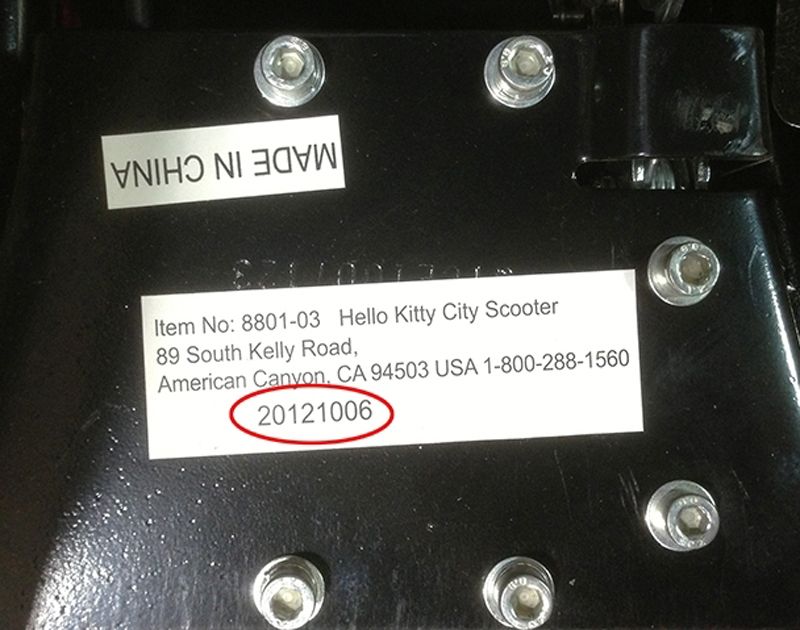 MADE IN CHINA
Item No: 8801-03 Hello Kitty City Scooter
89 South Kelly Road,
American Canyon, CA 94503 USA 1-800-288-1560
20121006